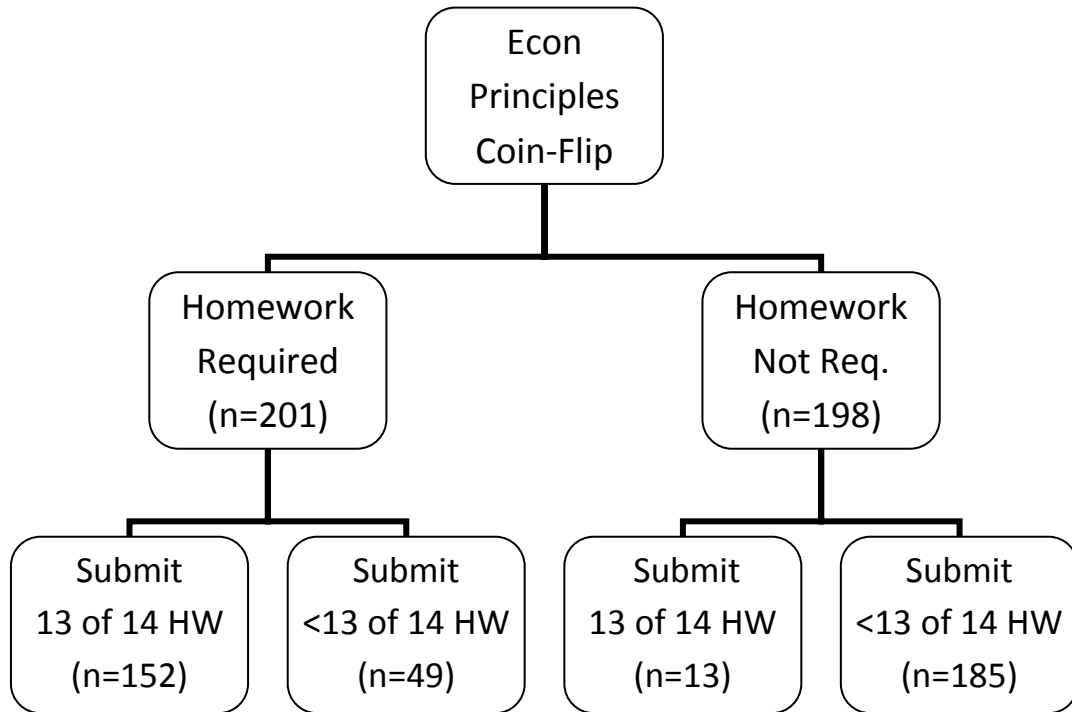 Econ
Principles
Coin-Flip
Homework
Required
(n=201)
Homework
Not Req.
(n=198)
Submit
13 of 14 HW
(n=152)
Submit
<13 of 14 HW
(n=49)
Submit
13 of 14 HW
(n=13)
Submit
<13 of 14 HW
(n=185)